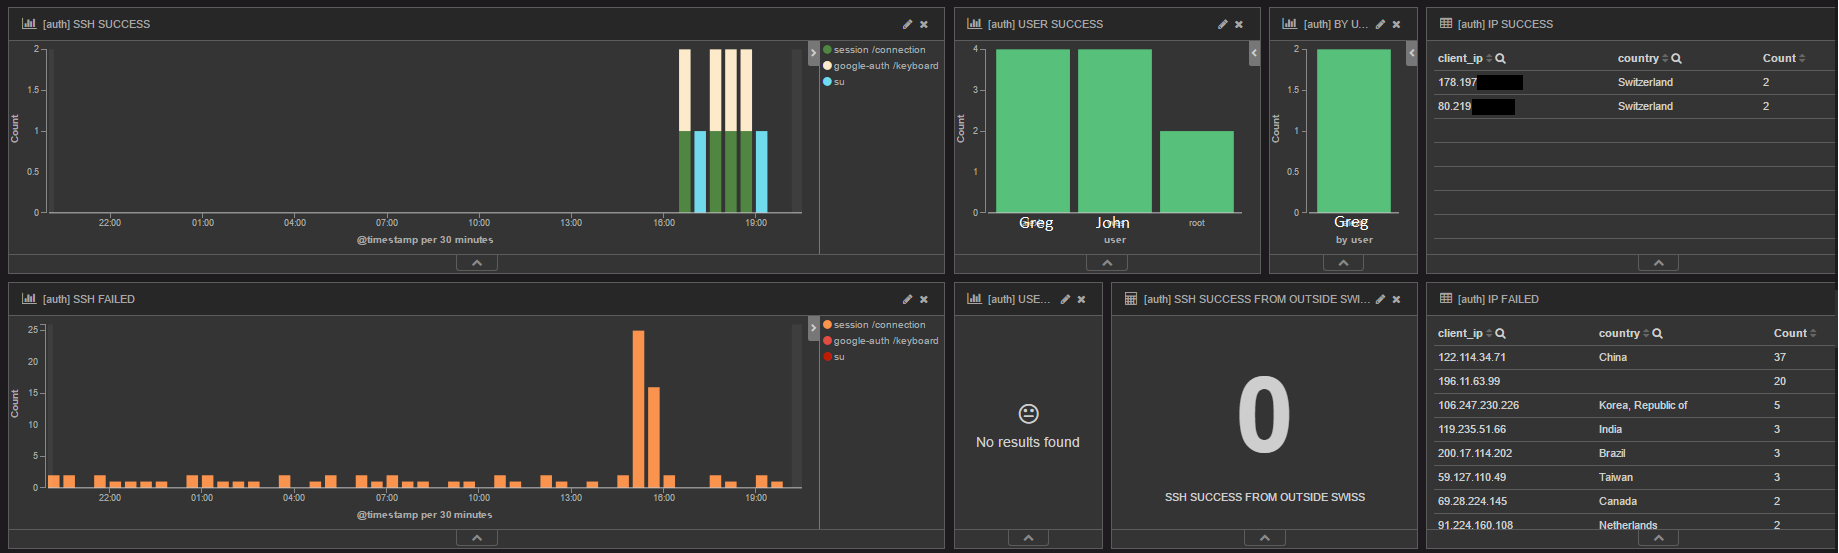 [auth] SSH SUCCESS
2
1.5
1
0.5
0
Count
22:00 01:00 04:00 07:00 10:00 13:00 16:00 19:00
@timestamp per 30 minutes
session /connection
google-auth /keyboard
su
[auth] USER SUCCESS
4
3
2
1
0
Count
Greg John root
user
[auth] BY U...
2
1.5
1
0.5
0
Count
Greg
by user
[auth] IP SUCCESS
client_ip country Count
178.197 Switzerland 2
80.219 Switzerland 2
[auth] SSH FAILED
25
20
15
10
5
0
Count
22:00 01:00 04:00 07:00 10:00 13:00 16:00 19:00
@timestamp per 30 minutes
session /connection
google-auth /keyboard
su
[auth] USE...
No results found
[auth] SSH SUCCESS FROM OUTSIDE SWI...
0
SSH SUCCESS FROM OUTSIDE SWISS
[auth] IP FAILED
client_ip country Count
122.114.34.71 China 37
196.11.63.99 20
106.247.230.226 Korea, Republic of 5
119.235.51.66 India 3
200.17.114.202 Brazil 3
59.127.110.49 Taiwan 3
69.28.224.145 Canada 2
91.224.160.108 Netherlands 2